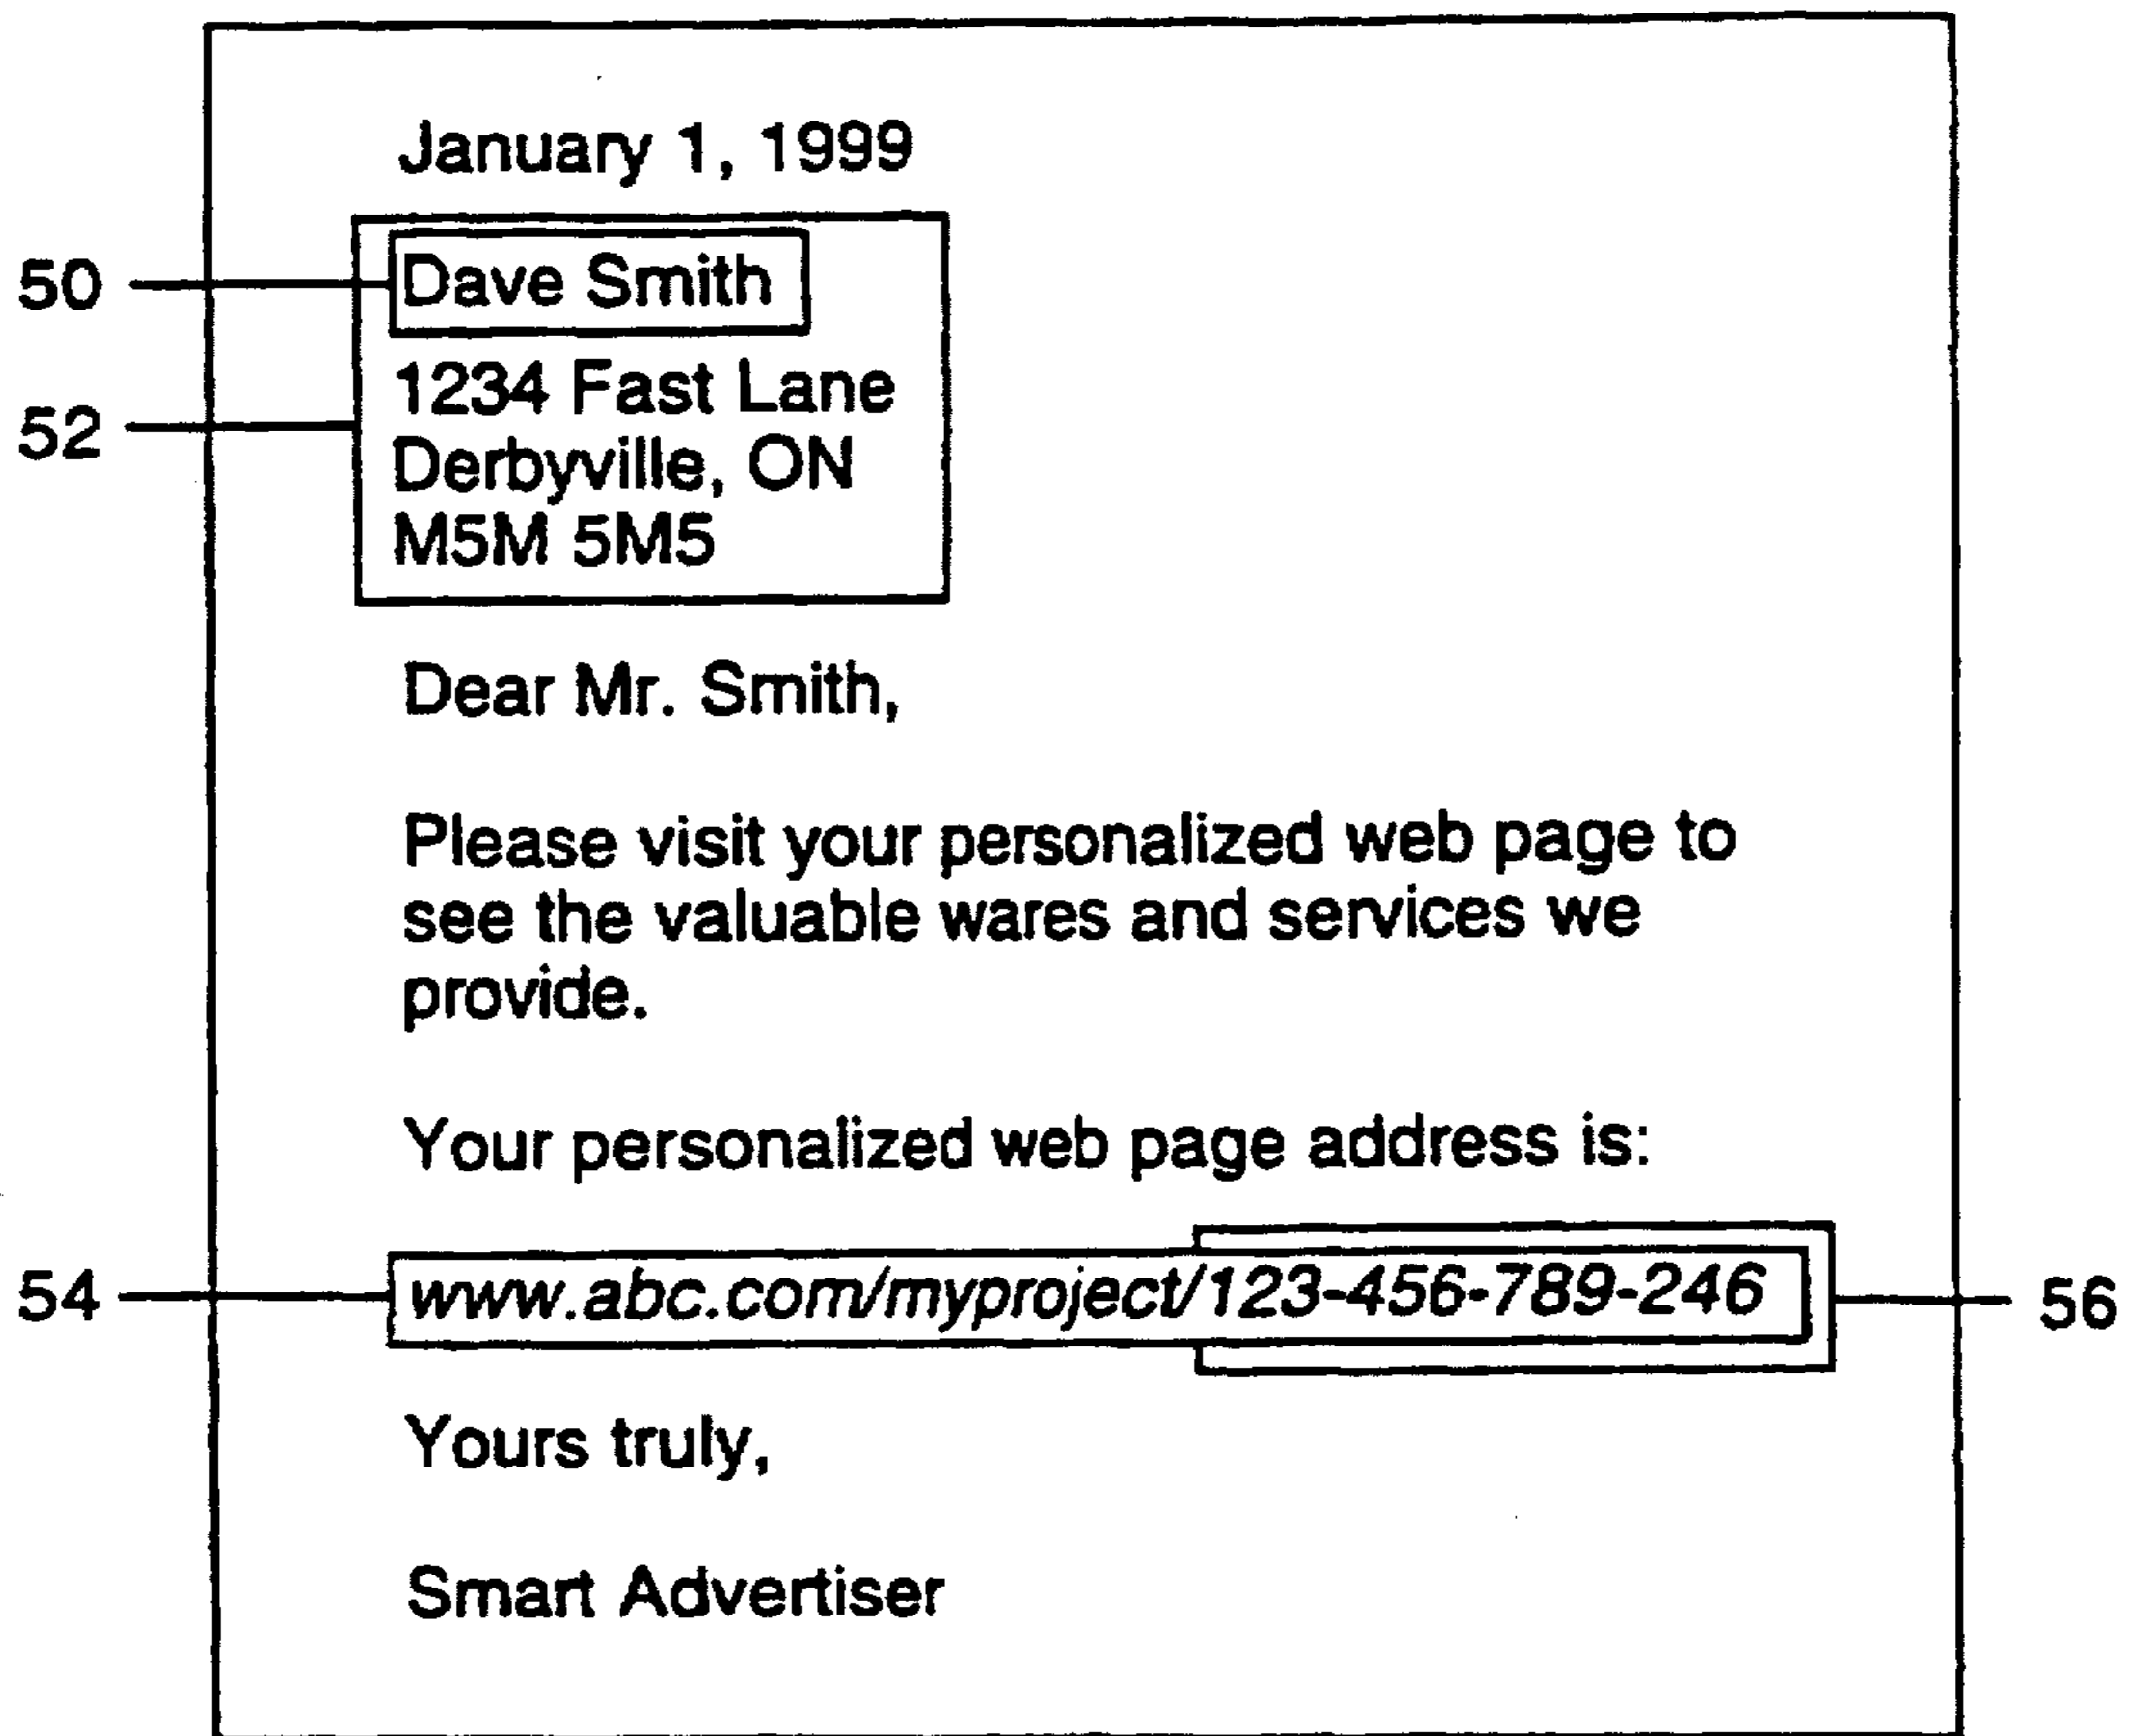 January 1, 1999
50
Dave Smith
1234 Fast Lane
52
Derbyville, ON
M5M 5M5
Dear Mr. Smith,
Please visit your personalized web page to
see the valuable wares and services we
provide.
Your personalized web page address is:
54
www.abc.com/myproject/123-456-789-246
56
Yours truly,
Smart Advertiser